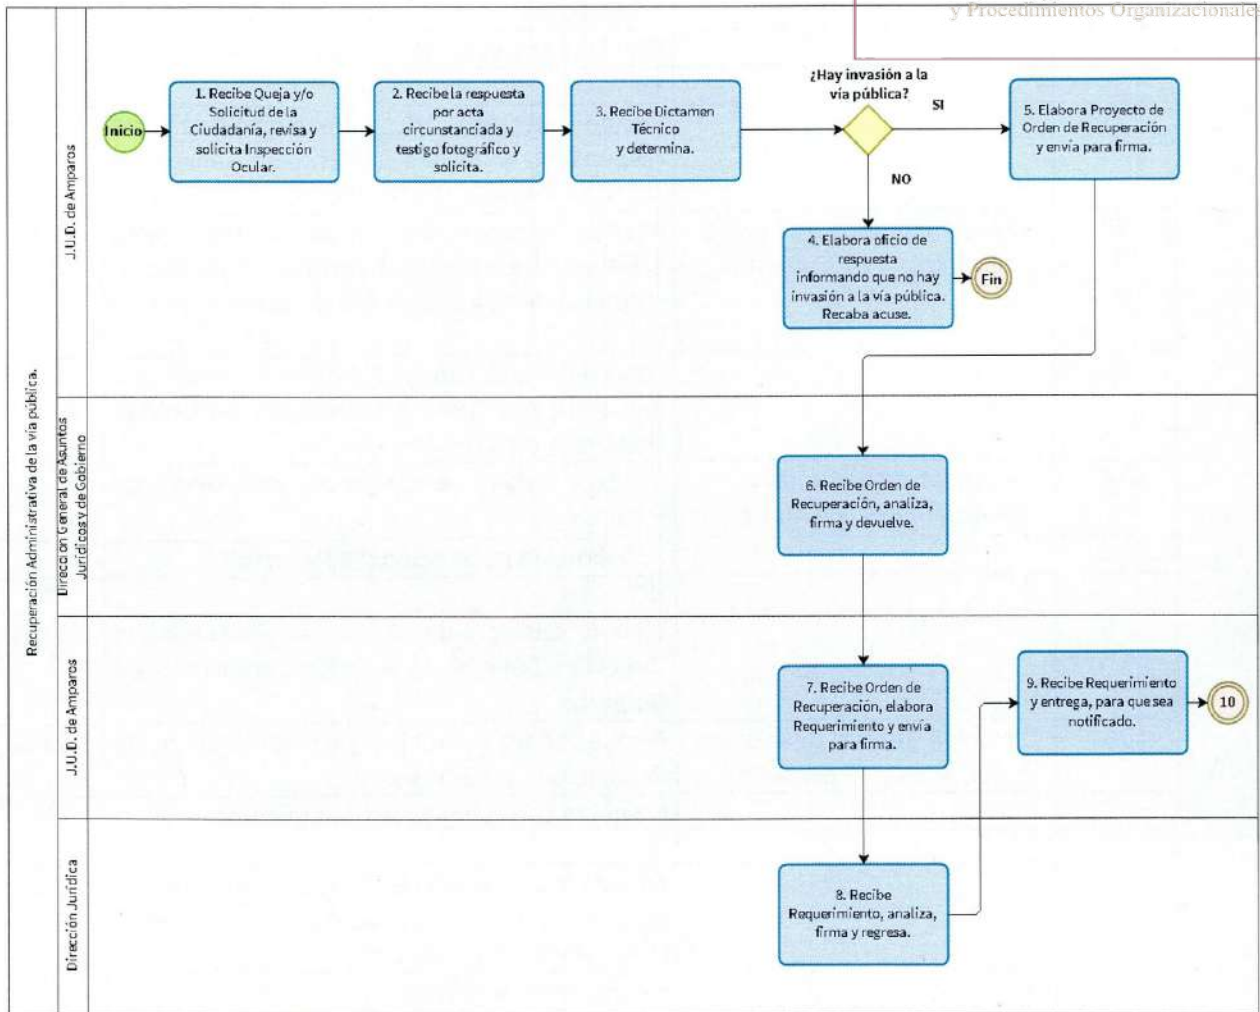 y Procedimientos Organizacionales
Recuperación Administrativa de la vía pública.
J.U.D. de Amparos
Inicio
1. Recibe Queja y/o
Solicitud de la
Ciudadanía, revisa y
solicita Inspección
Ocular.
2. Recibe la respuesta
por acta
circunstanciada y
testigo fotográfico y
solicita.
3. Recibe Dictamen
Técnico
y determina.
¿Hay invasión a la
vía pública?
SI
NO
5. Elabora Proyecto de
Orden de Recuperación
y envía para firma.
4. Elabora oficio de
respuesta
informando que no hay
invasión a la vía pública.
Recaba acuse.
Fin
Direccón General de Asuntos
Jurídicos y de Gobierno
6. Recibe Orden de
Recuperación, analiza,
firma y devuelve.
J.U.D. de Amparos
7. Recibe Orden de
Recuperación, elabora
Requerimiento y envía
para firma.
9. Recibe Requerimiento
y entrega, para que sea
notificado.
10
Dirección Jurídica
8. Recibe
Requerimiento, analiza,
firma y regresa.